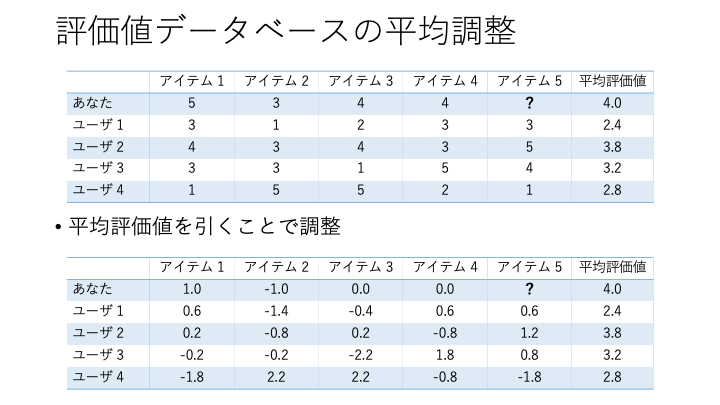 評価値データベースの平均調整
アイテム 1 アイテム 2 アイテム 3 アイテム 4 アイテム 5 平均評価値
あなた 5 3 4 4 ? 4.0
ユーザ 1 3 1 2 3 3 2.4
ユーザ 2 4 3 4 3 5 3.8
ユーザ 3 3 3 1 5 4 3.2
ユーザ 4 1 5 5 2 1 2.8
• 平均評価値を引くことで調整
アイテム 1 アイテム 2 アイテム 3 アイテム 4 アイテム 5 平均評価値
あなた 1.0 -1.0 0.0 0.0 ? 4.0
ユーザ 1 0.6 -1.4 -0.4 0.6 0.6 2.4
ユーザ 2 0.2 -0.8 0.2 -0.8 1.2 3.8
ユーザ 3 -0.2 -0.2 -2.2 1.8 0.8 3.2
ユーザ 4 -1.8 2.2 2.2 -0.8 -1.8 2.8